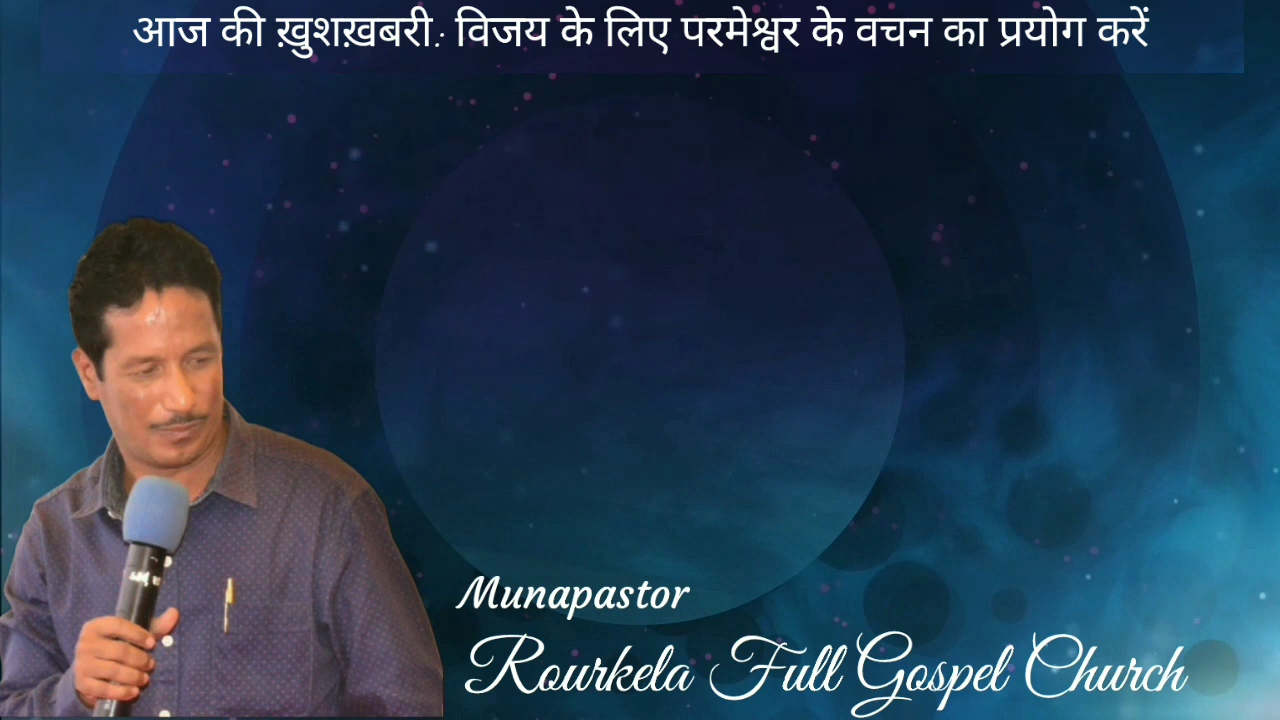 आज की ख़ुशख़बरी: विजय के लिए परमेश्वर के वचन का प्रयोग करें
Munapastor
Rourkela Full Gospel Church